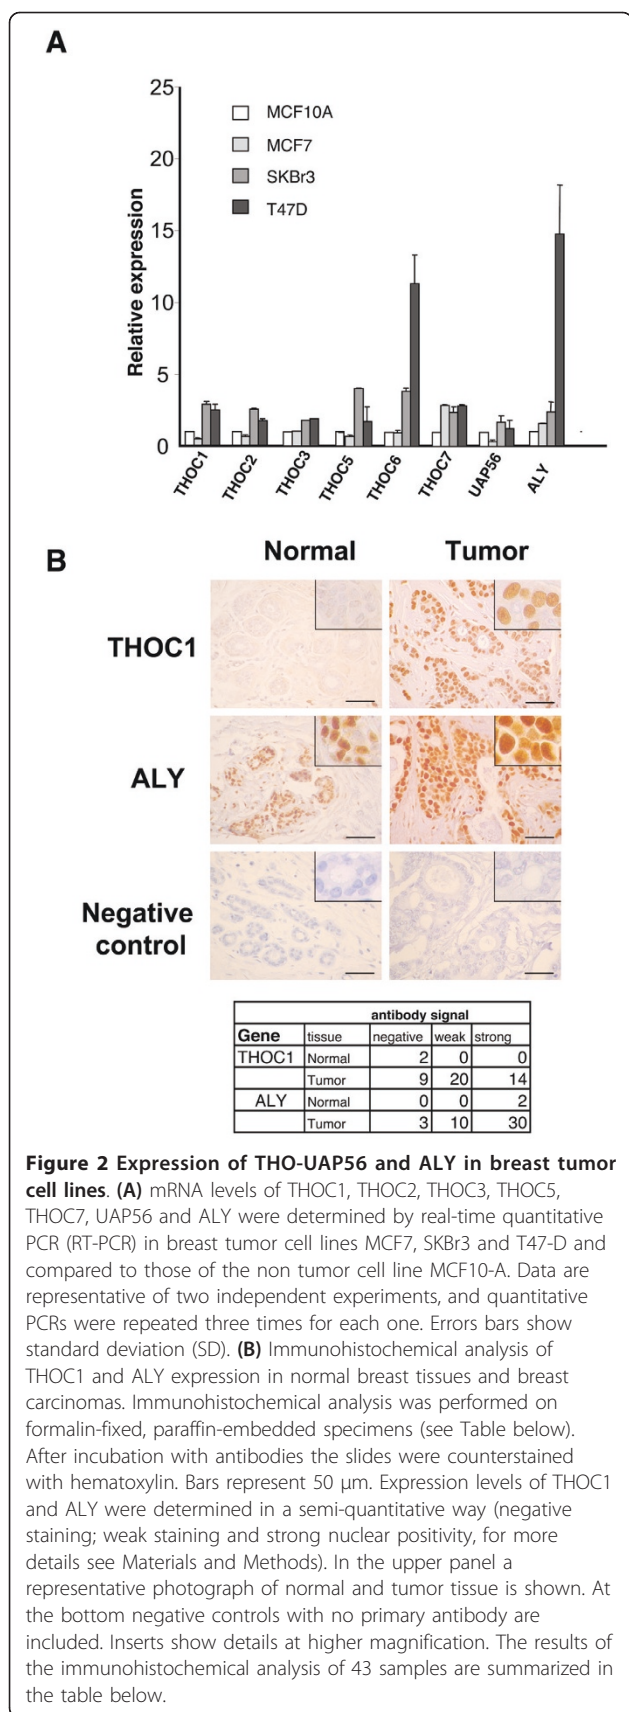 A
25
20
15
10
5
0
Relative expression
MCF10A
MCF7
SKBr3
T47D
THOC1
THOC2
THOC3
THOC5
THOC6
THOC7
UAP56
ALY
B
Normal Tumor
THOC1
ALY
Negative
control
antibody signal
Gene tissue negative weak strong
THOC1 Normal 2 0 0
Tumor 9 20 14
ALY Normal 0 0 2
Tumor 3 10 30
Figure 2 Expression of THO-UAP56 and ALY in breast tumor
cell lines. (A) mRNA levels of THOC1, THOC2, THOC3, THOC5,
THOC7, UAP56 and ALY were determined by real-time quantitative
PCR (RT-PCR) in breast tumor cell lines MCF7, SKBr3 and T47-D and
compared to those of the non tumor cell line MCF10-A. Data are
representative of two independent experiments, and quantitative
PCRs were repeated three times for each one. Errors bars show
standard deviation (SD). (B) Immunohistochemical analysis of
THOC1 and ALY expression in normal breast tissues and breast
carcinomas. Immunohistochemical analysis was performed on
formalin-fixed, paraffin-embedded specimens (see Table below).
After incubation with antibodies the slides were counterstained
with hematoxylin. Bars represent 50 μm. Expression levels of THOC1
and ALY were determined in a semi-quantitative way (negative
staining; weak staining and strong nuclear positivity, for more
details see Materials and Methods). In the upper panel a
representative photograph of normal and tumor tissue is shown. At
the bottom negative controls with no primary antibody are
included. Inserts show details at higher magnification. The results of
the immunohistochemical analysis of 43 samples are summarized in
the table below.